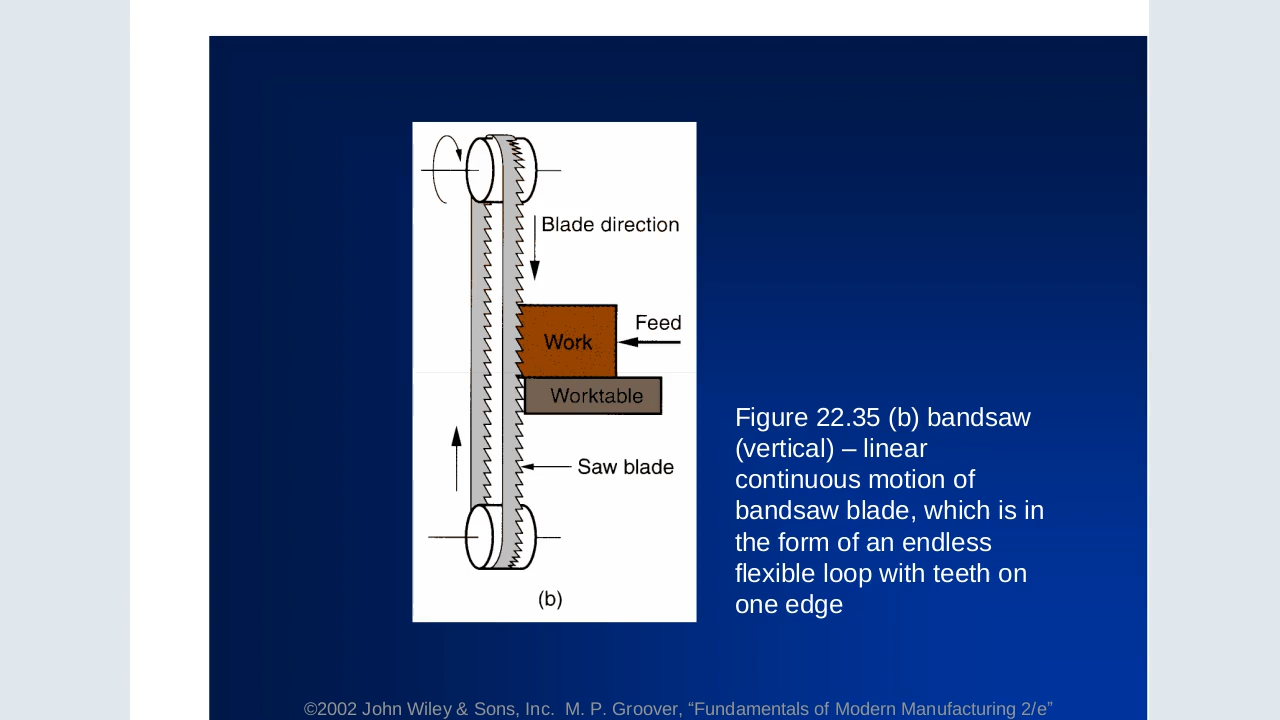 Blade direction
Feed
Work
Worktable
Saw blade
(b)
Figure 22.35 (b) bandsaw
(vertical) – linear
continuous motion of
bandsaw blade, which is in
the form of an endless
flexible loop with teeth on
one edge
©2002 John Wiley & Sons, Inc.  M. P. Groover, “Fundamentals of Modern Manufacturing 2/e”